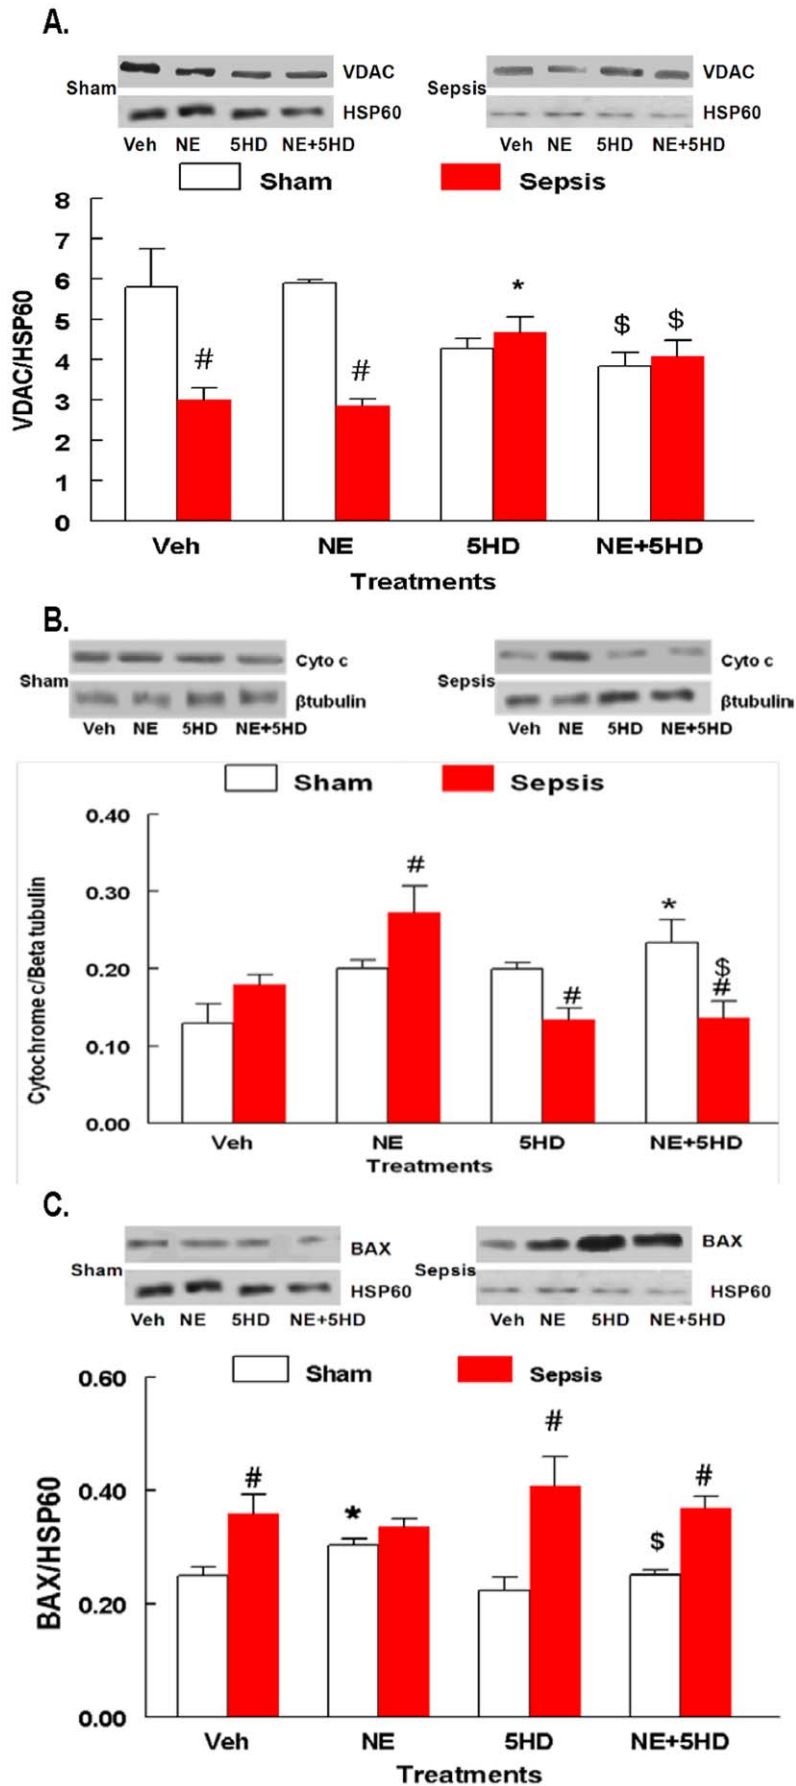 A.
Sham VDAC Sepsis VDAC
HSP60 HSP60
Veh NE 5HD NE+5HD Veh NE 5HD NE+5HD
Sham Sepsis
VDAC/HSP60
8
7
6
5
4
3
2
1
0
# # * $ $
Veh NE 5HD NE+5HD
Treatments
B.
Sham Cyto c Sepsis Cyto c
βtubulin βtubulin
Veh NE 5HD NE+5HD Veh NE 5HD NE+5HD
Sham Sepsis
Cytochrome c/Beta tubulin
0.40
0.30
0.20
0.10
0.00
# # * $ #
Veh NE 5HD NE+5HD
Treatments
C.
Sham BAX Sepsis BAX
HSP60 HSP60
Veh NE 5HD NE+5HD Veh NE 5HD NE+5HD
Sham Sepsis
BAX/HSP60
0.60
0.40
0.20
0.00
# * # $ #
Veh NE 5HD NE+5HD
Treatments